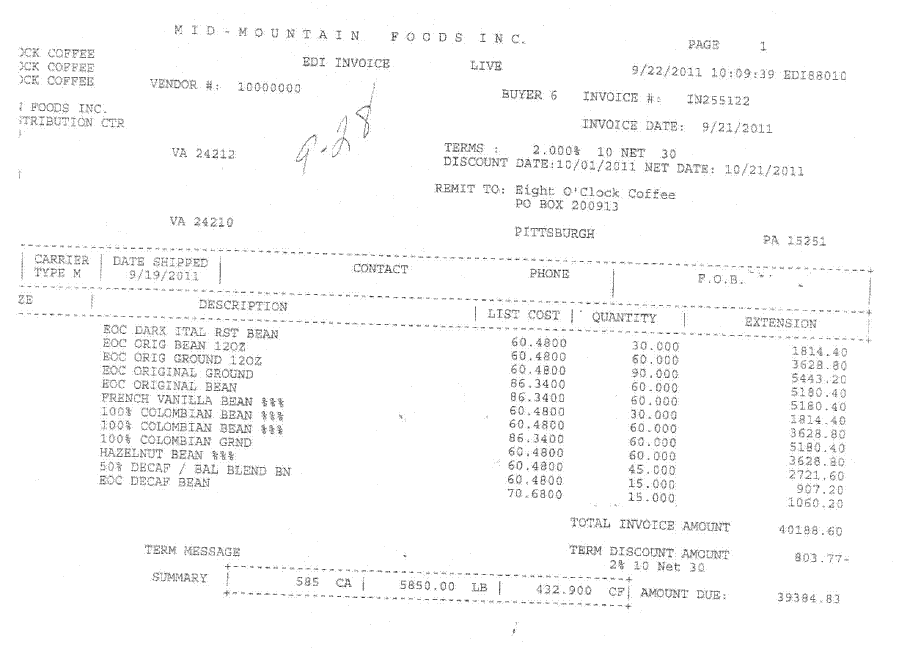 MID-MOUNTAIN FOODS INC.
PAGE 1
OCK COFFEE EDI INVOICE LIVE 9/22/2011 10:09:39 EDI88010
OCK COFFEE
OCK COFFEE VENDOR #: 10000000 BUYER 6 INVOICE #: IN255122
FOODS INC.
TRIBUTION CTR INVOICE DATE: 9/21/2011
9-28
VA 24212 TERMS : 2.000% 10 NET 30
DISCOUNT DATE:10/01/2011 NET DATE: 10/21/2011
REMIT TO: Eight O'Clock Coffee
PO BOX 200913
VA 24210 PITTSBURGH PA 15251
CARRIER DATE SHIPPED CONTACT PHONE F.O.B.
TYPE M 9/19/2011
ZE DESCRIPTION LIST COST QUANTITY EXTENSION
EOC DARK ITAL RST BEAN 60.4800 30.000 1814.40
EOC ORIG BEAN 12OZ 60.4800 60.000 3628.80
EOC ORIG GROUND 12OZ 60.4800 90.000 5443.20
EOC ORIGINAL GROUND 86.3400 60.000 5180.40
EOC ORIGINAL BEAN 86.3400 60.000 5180.40
FRENCH VANILLA BEAN %%% 60.4800 30.000 1814.40
100% COLOMBIAN BEAN %%% 60.4800 60.000 3628.80
100% COLOMBIAN BEAN %%% 86.3400 60.000 5180.40
100% COLOMBIAN GRND 60.4800 60.000 3628.80
HAZELNUT BEAN %%% 60.4800 45.000 2721.60
50% DECAF / BAL BLEND BN 60.4800 15.000 907.20
EOC DECAF BEAN 70.6800 15.000 1060.20
TOTAL INVOICE AMOUNT 40188.60
TERM MESSAGE TERM DISCOUNT AMOUNT 803.77-
2% 10 Net 30
SUMMARY 585 CA 5850.00 LB 432.900 CF AMOUNT DUE: 39384.83